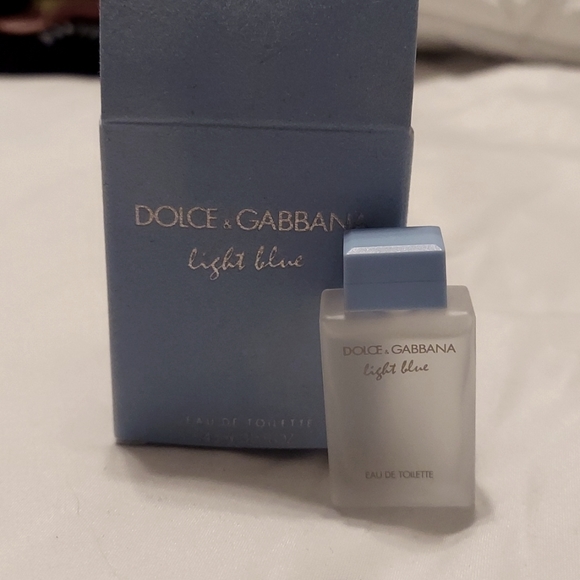 DOLCE & GABBANA
light blue
EAU DE TOILETTE
DOLCE & GABBANA
light blue
EAU DE TOILETTE